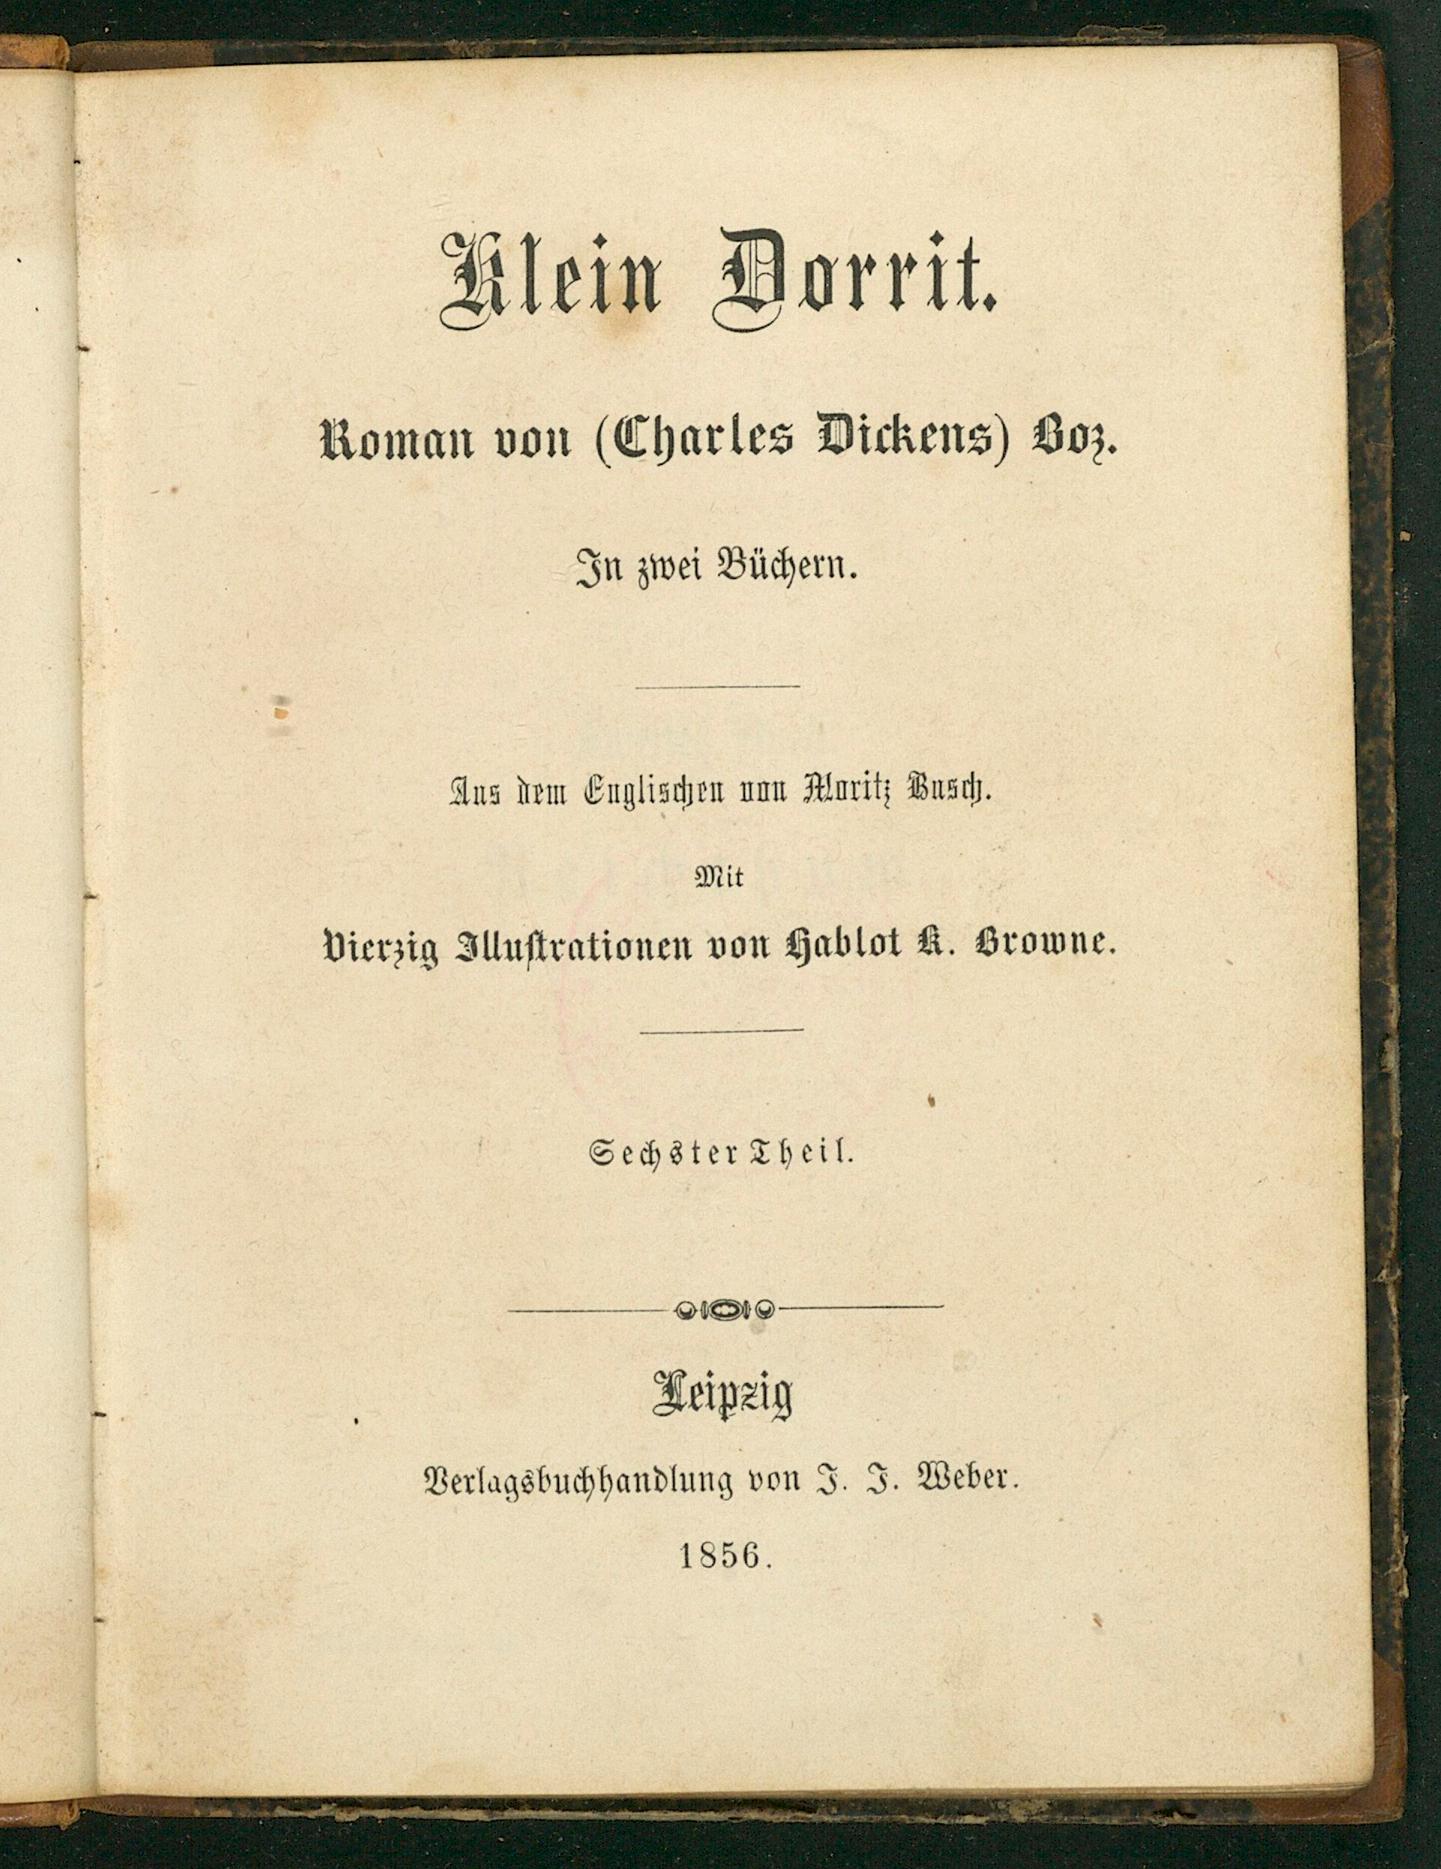 Klein Dorrit.
Roman von (Charles Dickens) Boz.
In zwei Büchern.
Aus dem Englischen von Moritz Busch.
Mit
Vierzig Illustrationen von Hablot K. Browne.
Sechster Theil.
Leipzig
Verlagsbuchhandlung von J. J. Weber.
1856.